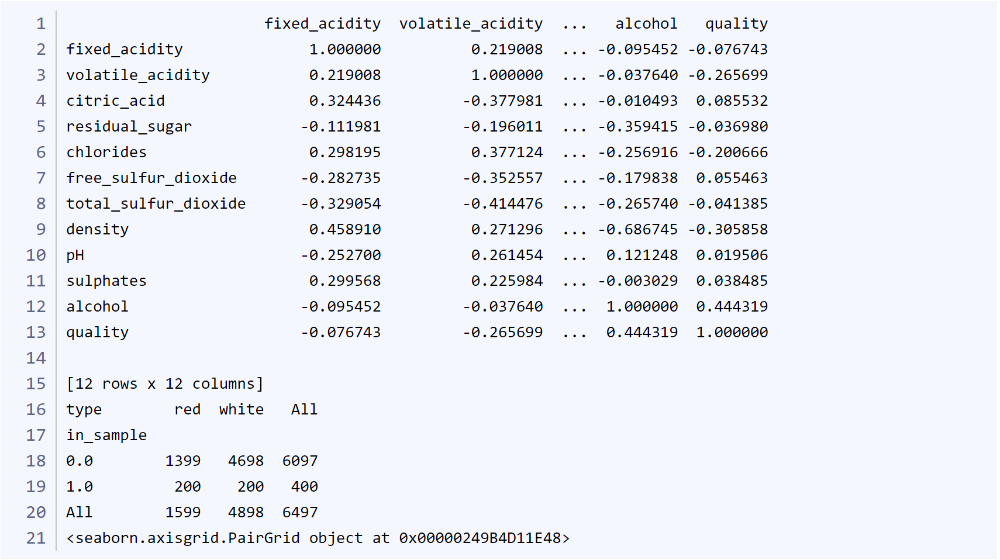 1                       fixed_acidity  volatile_acidity  ...   alcohol   quality
2 fixed_acidity              1.000000          0.219008  ... -0.095452 -0.076743
3 volatile_acidity           0.219008          1.000000  ... -0.037640 -0.265699
4 citric_acid                0.324436         -0.377981  ... -0.010493  0.085532
5 residual_sugar            -0.111981         -0.196011  ... -0.359415 -0.036980
6 chlorides                  0.298195          0.377124  ... -0.256916 -0.200666
7 free_sulfur_dioxide       -0.282735         -0.352557  ... -0.179838  0.055463
8 total_sulfur_dioxide      -0.329054         -0.414476  ... -0.265740 -0.041385
9 density                    0.458910          0.271296  ... -0.686745 -0.305858
10 pH                        -0.252700          0.261454  ...  0.121248  0.019506
11 sulphates                  0.299568          0.225984  ... -0.003029  0.038485
12 alcohol                   -0.095452         -0.037640  ...  1.000000  0.444319
13 quality                   -0.076743         -0.265699  ...  0.444319  1.000000
14
15 [12 rows x 12 columns]
16 type        red  white   All
17 in_sample
18 0.0        1399   4698  6097
19 1.0         200    200   400
20 All        1599   4898  6497
21 <seaborn.axisgrid.PairGrid object at 0x00000249B4D11E48>